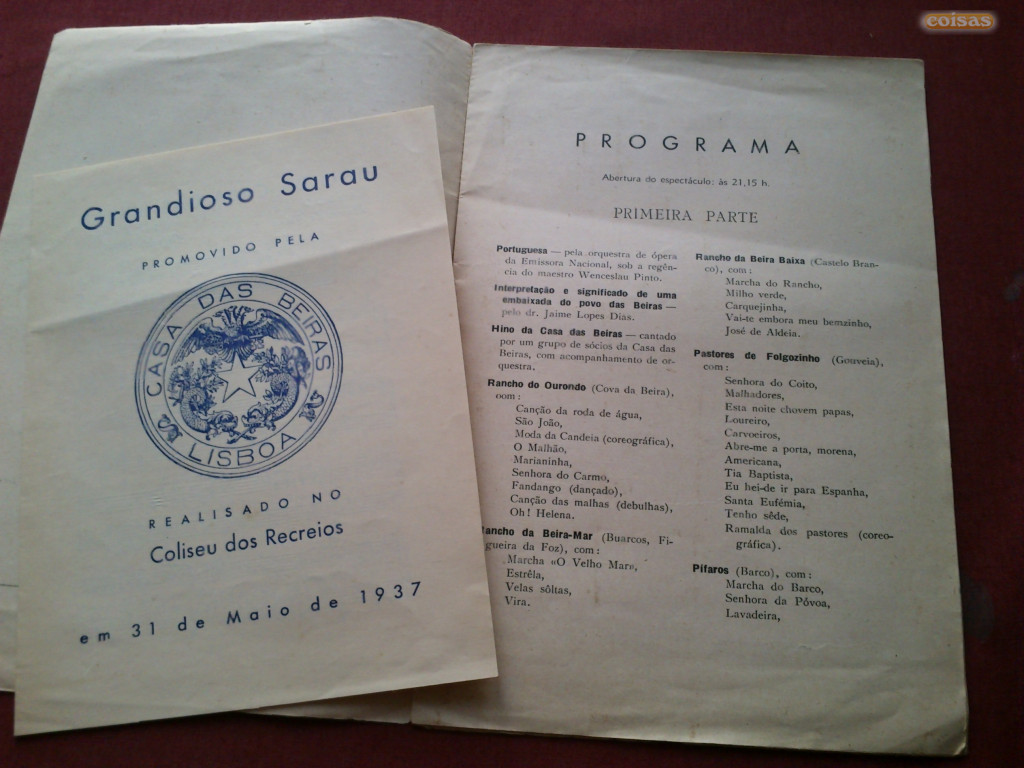 coisas
Grandioso Sarau
PROMOVIDO PELA
CASA DAS BEIRAS
LISBOA
REALISADO NO
Coliseu dos Recreios
em 31 de Maio de 1937
PROGRAMA
Abertura do espectáculo: às 21,15 h.
PRIMEIRA PARTE
Portuguesa — pela orquestra de ópera
da Emissora Nacional, sob a regên-
cia do maestro Wenceslau Pinto.
Interpretação e significado de uma
embaixada do povo das Beiras —
pelo dr. Jaime Lopes Dias.
Hino da Casa das Beiras — cantado
por um grupo de sócios da Casa das
Beiras, com acompanhamento de or-
questra.
Rancho do Ourondo (Cova da Beira),
com :
Canção da roda de água,
São João,
Moda da Candeia (coreográfica),
O Malhão,
Marianinha,
Senhora do Carmo,
Fandango (dançado),
Canção das malhas (debulhas),
Oh! Helena.
ancho da Beira-Mar (Buarcos, Fi-
gueira da Foz), com :
Marcha «O Velho Mar»,
Estrêla,
Velas sôltas,
Vira.
Rancho da Beira Baixa (Castelo Bran-
co), com :
Marcha do Rancho,
Milho verde,
Carquejinha,
Vai-te embora meu bemzinho,
José de Aldeia.
Pastores de Folgozinho (Gouveia),
com :
Senhora do Coito,
Malhadores,
Esta noite chovem papas,
Loureiro,
Carvoeiros,
Abre-me a porta, morena,
Americana,
Tia Baptista,
Eu hei-de ir para Espanha,
Santa Eufémia,
Tenho sêde,
Ramalda dos pastores (coreo-
gráfica).
Pífaros (Barco), com :
Marcha do Barco,
Senhora da Póvoa,
Lavadeira,